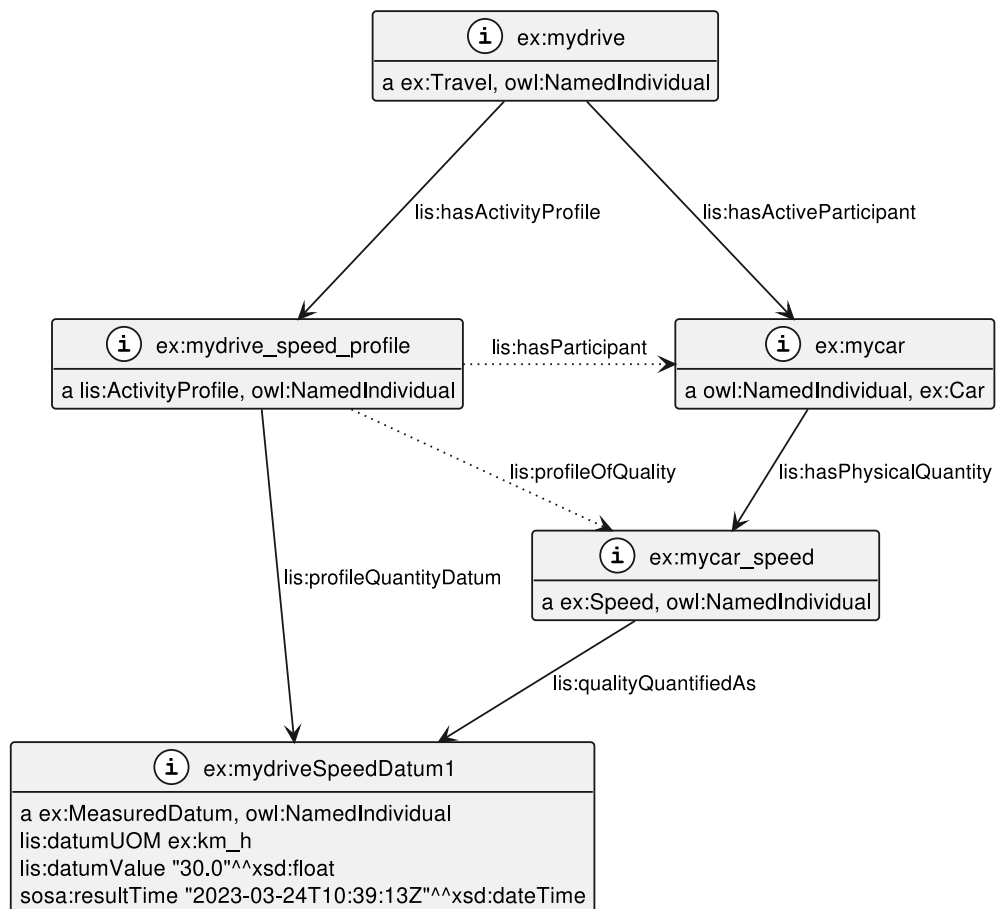 i ex:mydrive
a ex:Travel, owl:NamedIndividual
lis:hasActivityProfile
lis:hasActiveParticipant
i ex:mydrive_speed_profile
a lis:ActivityProfile, owl:NamedIndividual
lis:hasParticipant
i ex:mycar
a owl:NamedIndividual, ex:Car
lis:profileOfQuality
lis:hasPhysicalQuantity
i ex:mycar_speed
a ex:Speed, owl:NamedIndividual
lis:profileQuantityDatum
lis:qualityQuantifiedAs
i ex:mydriveSpeedDatum1
a ex:MeasuredDatum, owl:NamedIndividual
lis:datumUOM ex:km_h
lis:datumValue "30.0"^^xsd:float
sosa:resultTime "2023-03-24T10:39:13Z"^^xsd:dateTime